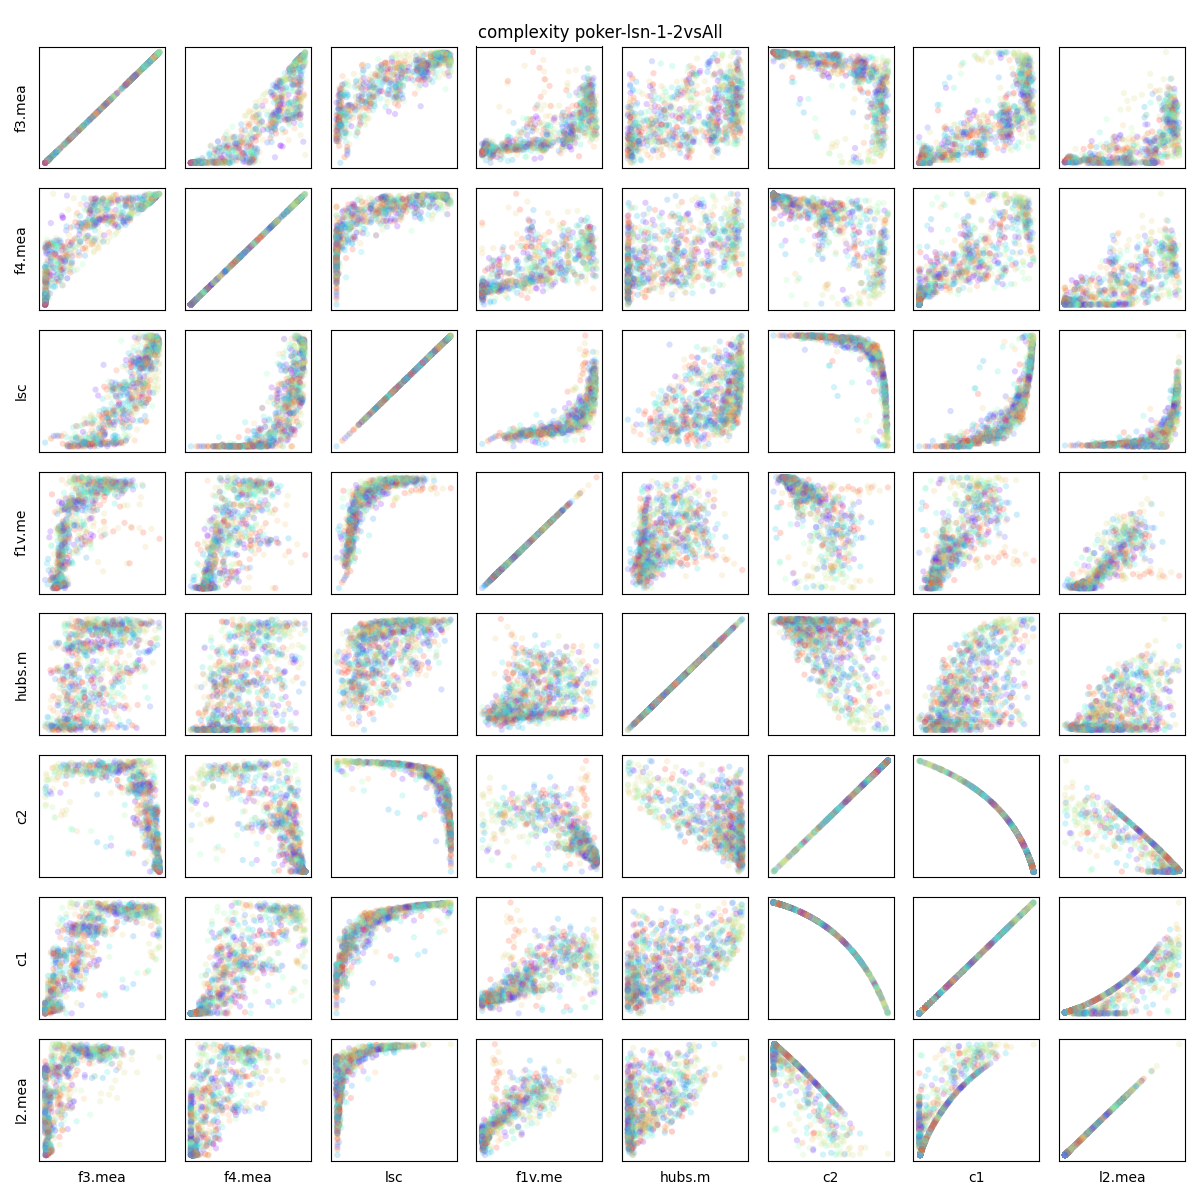 complexity poker-lsn-1-2vsAll
f3.mea
f4.mea
lsc
f1v.me
hubs.m
c2
c1
l2.mea
f3.mea f4.mea lsc f1v.me hubs.m c2 c1 l2.mea